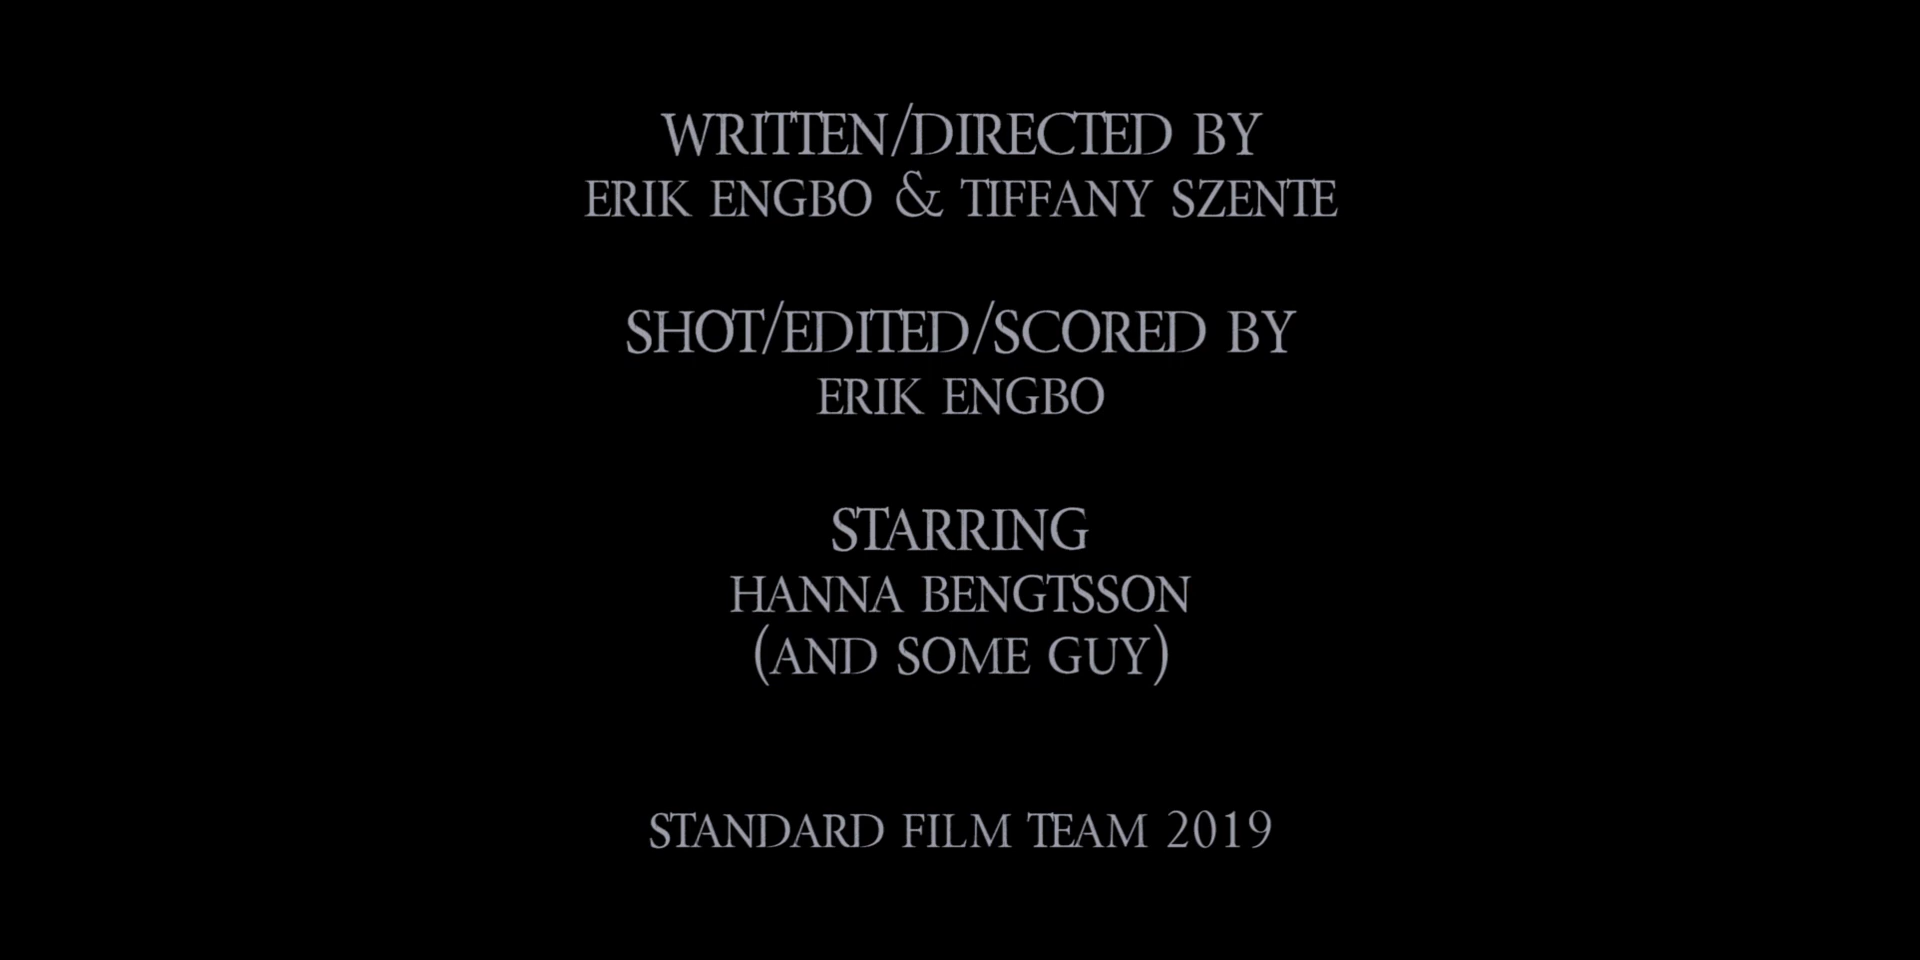 WRITTEN/DIRECTED BY
ERIK ENGBO & TIFFANY SZENTE
SHOT/EDITED/SCORED BY
ERIK ENGBO
STARRING
HANNA BENGTSSON
(AND SOME GUY)
STANDARD FILM TEAM 2019